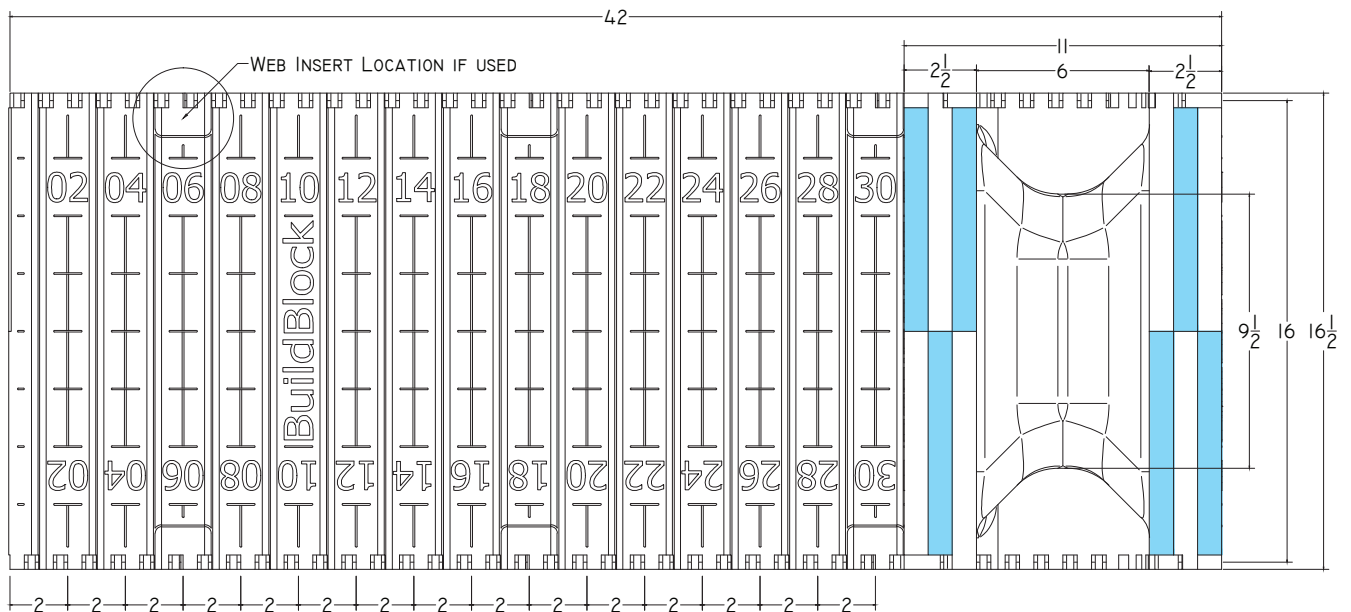 42
11
2 1/2 6 2 1/2
WEB INSERT LOCATION IF USED
02 04 06 08 10 12 14 16 18 20 22 24 26 28 30
BuildBlock
9 1/2 16 16 1/2
02 04 06 08 10 12 14 16 18 20 22 24 26 28 30
2 2 2 2 2 2 2 2 2 2 2 2 2 2 2